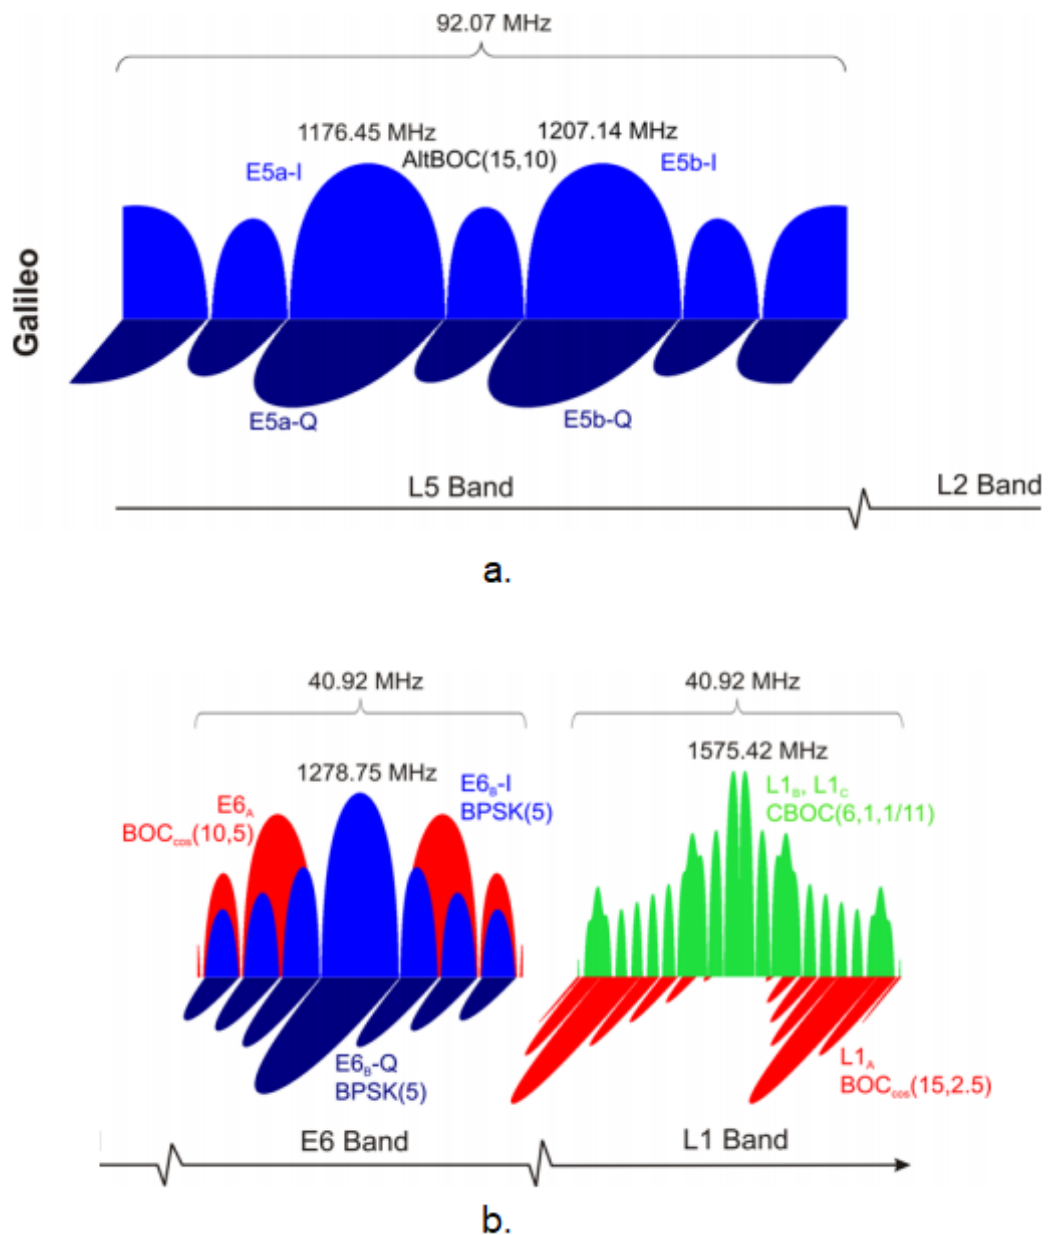 92.07 MHz
1176.45 MHz
1207.14 MHz
AltBOC(15,10)
E5a-I
E5b-I
Galileo
E5a-Q
E5b-Q
L5 Band
L2 Band
a.
40.92 MHz
40.92 MHz
1575.42 MHz
1278.75 MHz
E6B-I
BPSK(5)
L1B, L1C
CBOC(6,1,1/11)
E6A
BOCcos(10,5)
E6B-Q
BPSK(5)
L1A
BOCcos(15,2.5)
E6 Band
L1 Band
b.